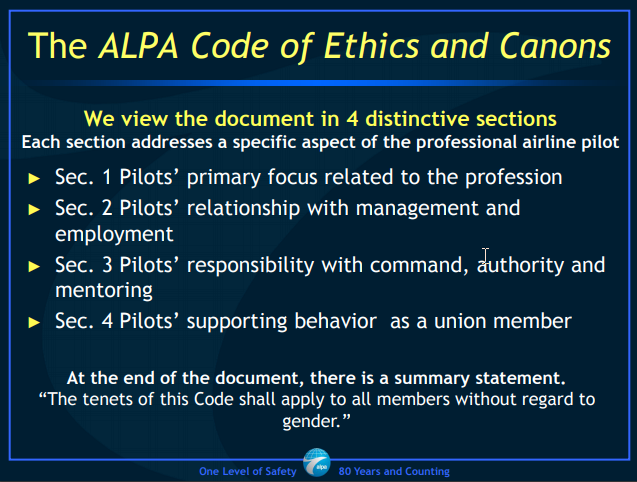 The ALPA Code of Ethics and Canons
We view the document in 4 distinctive sections
Each section addresses a specific aspect of the professional airline pilot
► Sec. 1 Pilots’ primary focus related to the profession
► Sec. 2 Pilots’ relationship with management and
employment
► Sec. 3 Pilots’ responsibility with command, authority and
mentoring
► Sec. 4 Pilots’ supporting behavior  as a union member
At the end of the document, there is a summary statement.
“The tenets of this Code shall apply to all members without regard to
gender.”
One Level of Safety alpa 80 Years and Counting